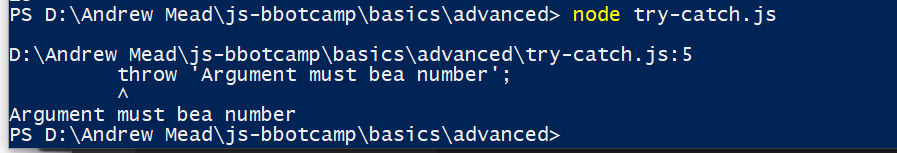 PS D:\Andrew Mead\js-bbotcamp\basics\advanced> node try-catch.js
D:\Andrew Mead\js-bbotcamp\basics\advanced\try-catch.js:5
        throw 'Argument must bea number';
        ^
Argument must bea number
PS D:\Andrew Mead\js-bbotcamp\basics\advanced>